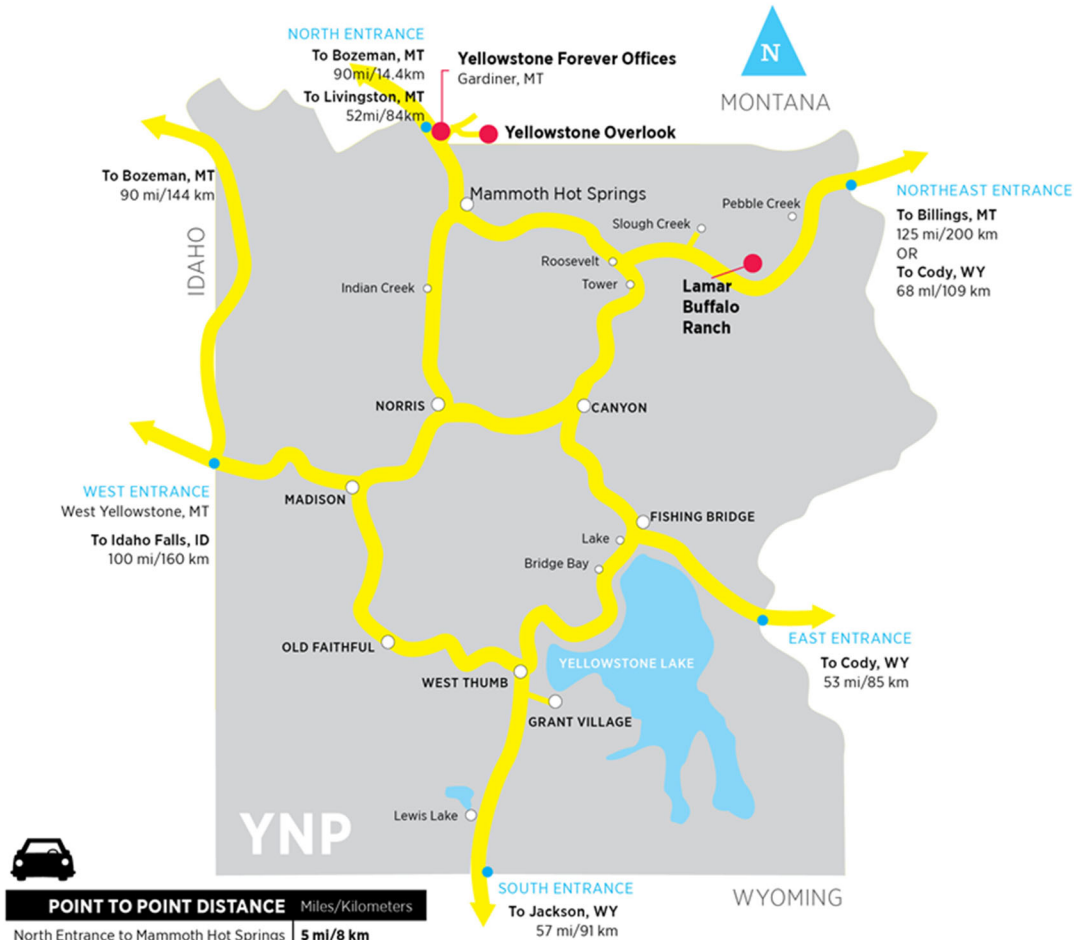 NORTH ENTRANCE
To Bozeman, MT
90mi/14.4km
To Livingston, MT
52mi/84km
Yellowstone Forever Offices
Gardiner, MT
Yellowstone Overlook
N
MONTANA
To Bozeman, MT
90 mi/144 km
IDAHO
Mammoth Hot Springs
Pebble Creek
Slough Creek
Roosevelt
Tower
Indian Creek
Lamar
Buffalo
Ranch
NORTHEAST ENTRANCE
To Billings, MT
125 mi/200 km
OR
To Cody, WY
68 ml/109 km
NORRIS
CANYON
WEST ENTRANCE
West Yellowstone, MT
To Idaho Falls, ID
100 mi/160 km
MADISON
FISHING BRIDGE
Lake
Bridge Bay
OLD FAITHFUL
WEST THUMB
YELLOWSTONE LAKE
GRANT VILLAGE
EAST ENTRANCE
To Cody, WY
53 mi/85 km
Lewis Lake
YNP
SOUTH ENTRANCE
To Jackson, WY
57 mi/91 km
WYOMING
POINT TO POINT DISTANCE Miles/Kilometers
North Entrance to Mammoth Hot Springs 5 mi/8 km